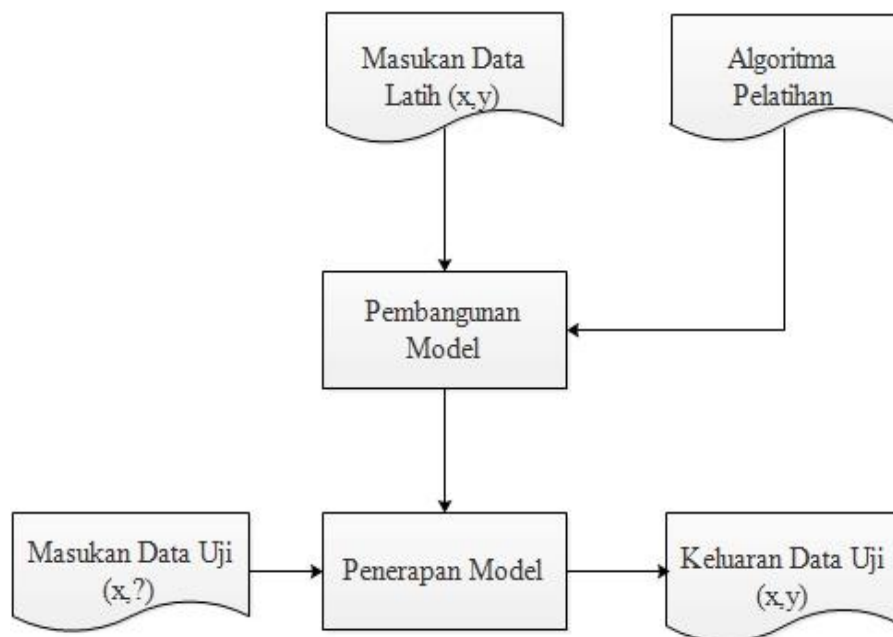 Masukan Data
Latih (x,y)
Algoritma
Pelatihan
Pembangunan
Model
Masukan Data Uji
(x,?)
Penerapan Model
Keluaran Data Uji
(x,y)